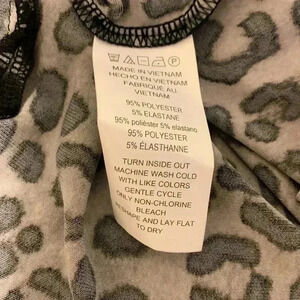 MADE IN VIETNAM
HECHO EN VIETNAM
FABRIQUÉ AU
VIETNAM
95% POLYESTER
5% ELASTANE
95% poliéster 5% elastano
95% POLYESTER
5% ÉLASTHANNE
TURN INSIDE OUT
MACHINE WASH COLD
WITH LIKE COLORS
GENTLE CYCLE
ONLY NON-CHLORINE
BLEACH
RESHAPE AND LAY FLAT
TO DRY